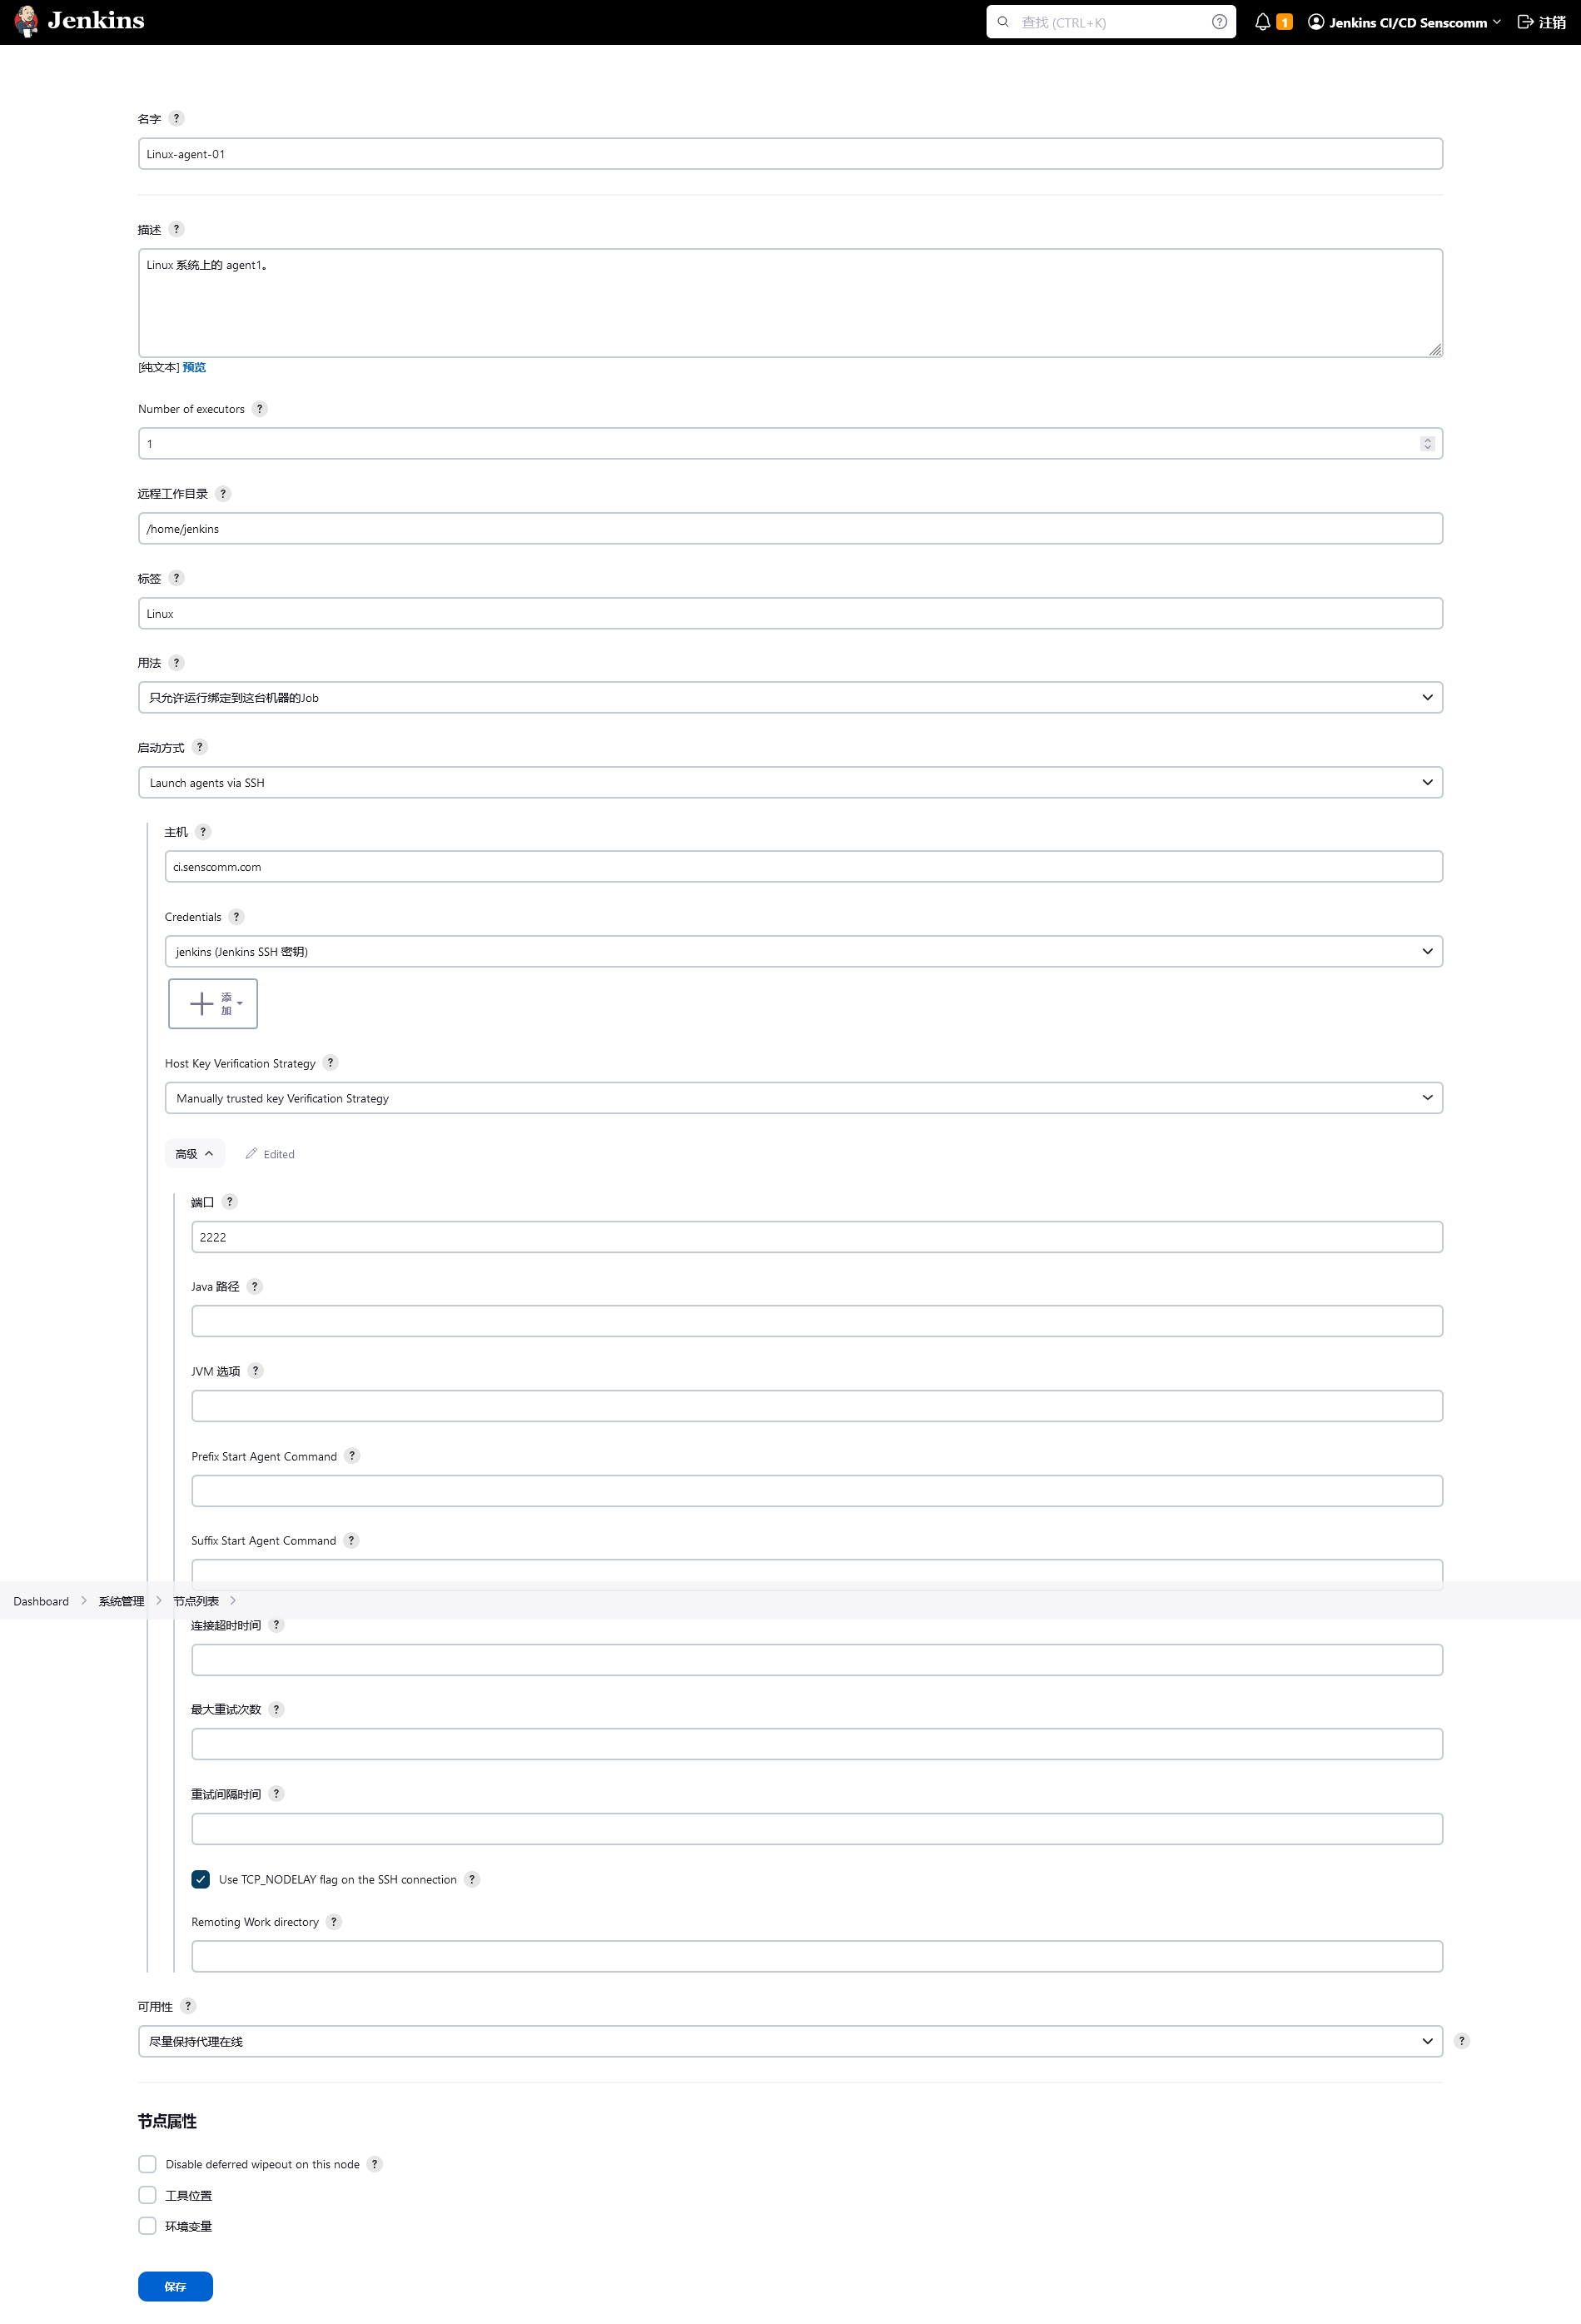 Jenkins
查找 (CTRL+K)
?
1
Jenkins CI/CD Senscomm
注销
名字 ?
Linux-agent-01
描述 ?
Linux 系统上的 agent1。
[纯文本] 预览
Number of executors ?
1
远程工作目录 ?
/home/jenkins
标签 ?
Linux
用法 ?
只允许运行绑定到这台机器的Job
启动方式 ?
Launch agents via SSH
主机 ?
ci.senscomm.com
Credentials ?
jenkins (Jenkins SSH 密钥)
添
加
Host Key Verification Strategy ?
Manually trusted key Verification Strategy
高级
Edited
端口 ?
2222
Java 路径 ?
JVM 选项 ?
Prefix Start Agent Command ?
Suffix Start Agent Command ?
Dashboard
系统管理
节点列表
连接超时时间 ?
最大重试次数 ?
重试间隔时间 ?
Use TCP_NODELAY flag on the SSH connection ?
Remoting Work directory ?
可用性 ?
尽量保持代理在线
?
节点属性
Disable deferred wipeout on this node ?
工具位置
环境变量
保存